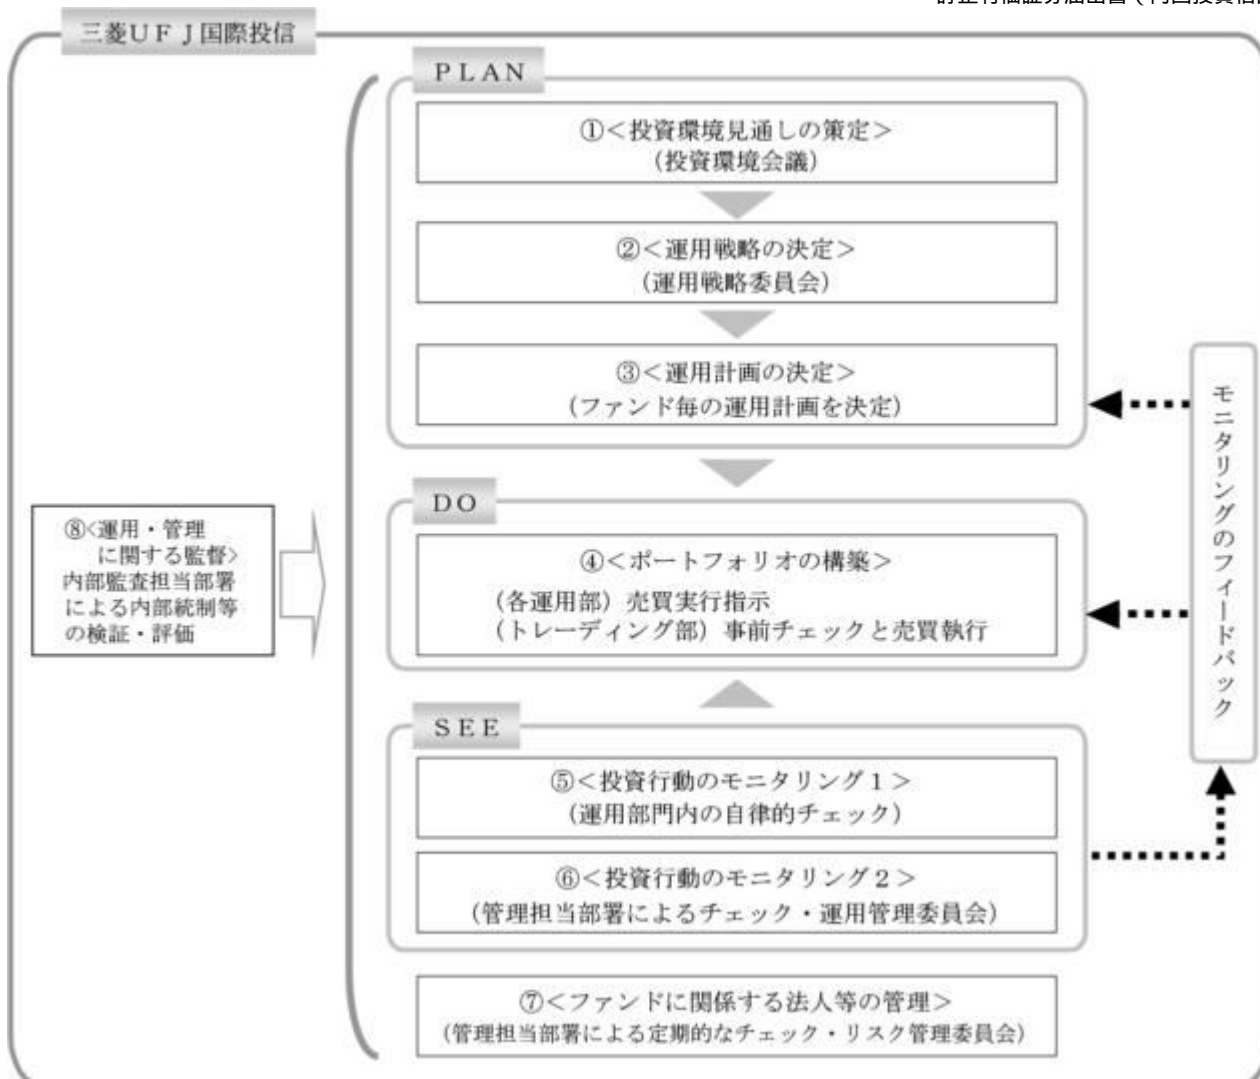 三菱ＵＦＪ国際投信
ＰＬＡＮ
①＜投資環境見通しの策定＞
（投資環境会議）
②＜運用戦略の決定＞
（運用戦略委員会）
③＜運用計画の決定＞
（ファンド毎の運用計画を決定）
ＤＯ
④＜ポートフォリオの構築＞
（各運用部）売買実行指示
（トレーディング部）事前チェックと売買執行
ＳＥＥ
⑤＜投資行動のモニタリング１＞
（運用部門内の自律的チェック）
⑥＜投資行動のモニタリング２＞
（管理担当部署によるチェック・運用管理委員会）
⑦＜ファンドに関係する法人等の管理＞
（管理担当部署による定期的なチェック・リスク管理委員会）
⑧<運用・管理
に関する監督>
内部監査担当部署
による内部統制等
の検証・評価
モニタリングのフィードバック